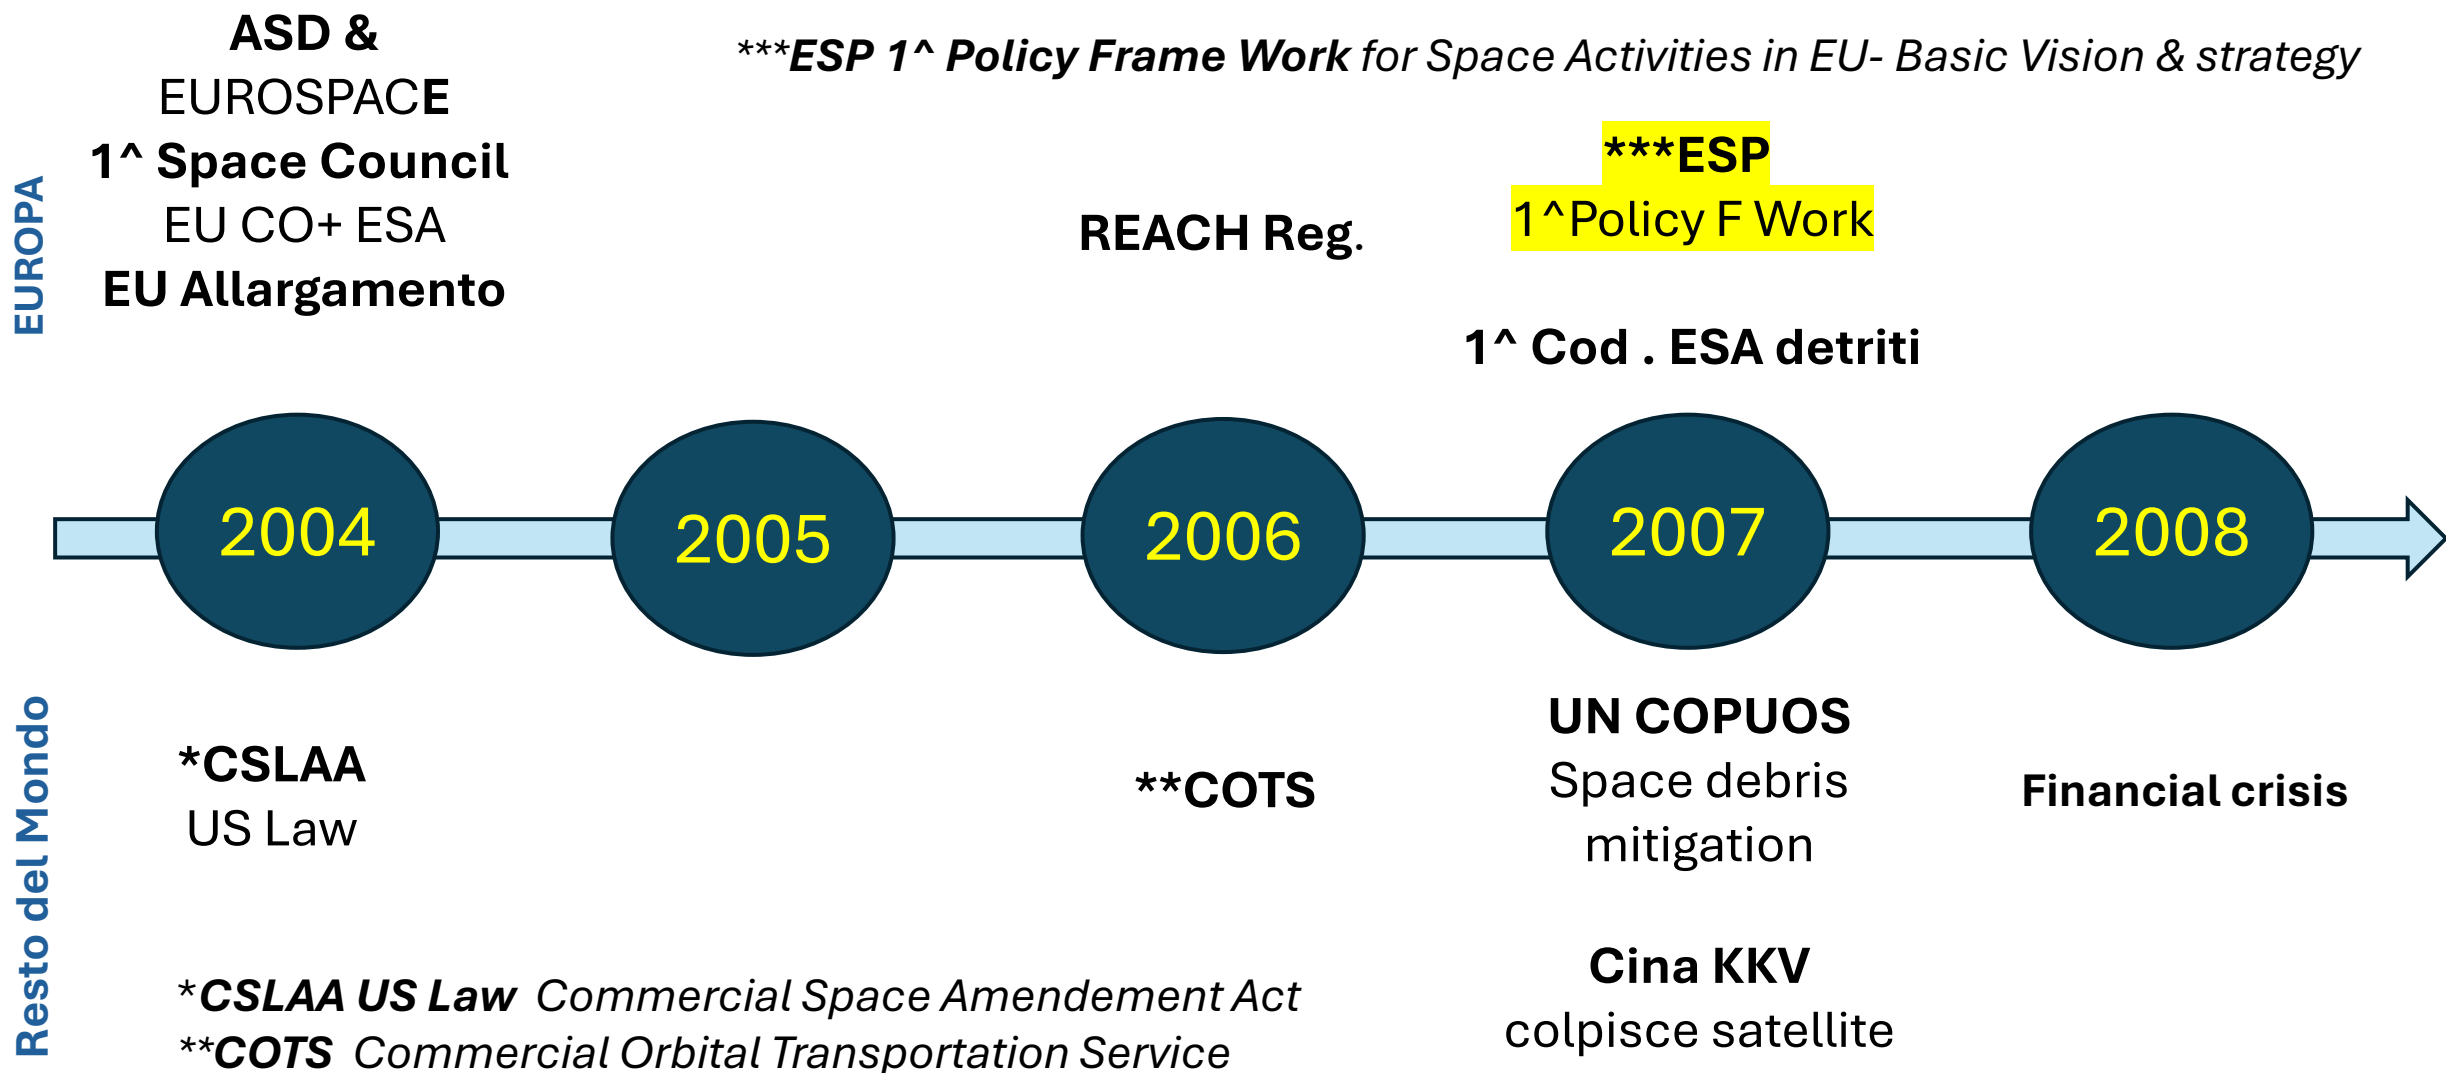 ASD &
EUROSPACE
1^ Space Council
EU CO+ ESA
EU Allargamento
***ESP 1^ Policy Frame Work for Space Activities in EU- Basic Vision & strategy
EUROPA
REACH Reg.
***ESP
1^Policy F Work
1^ Cod . ESA detriti
2004
2005
2006
2007
2008
Resto del Mondo
*CSLAA
US Law
**COTS
UN COPUOS
Space debris
mitigation
Cina KKV
colpisce satellite
Financial crisis
*CSLAA US Law Commercial Space Amendement Act
**COTS Commercial Orbital Transportation Service